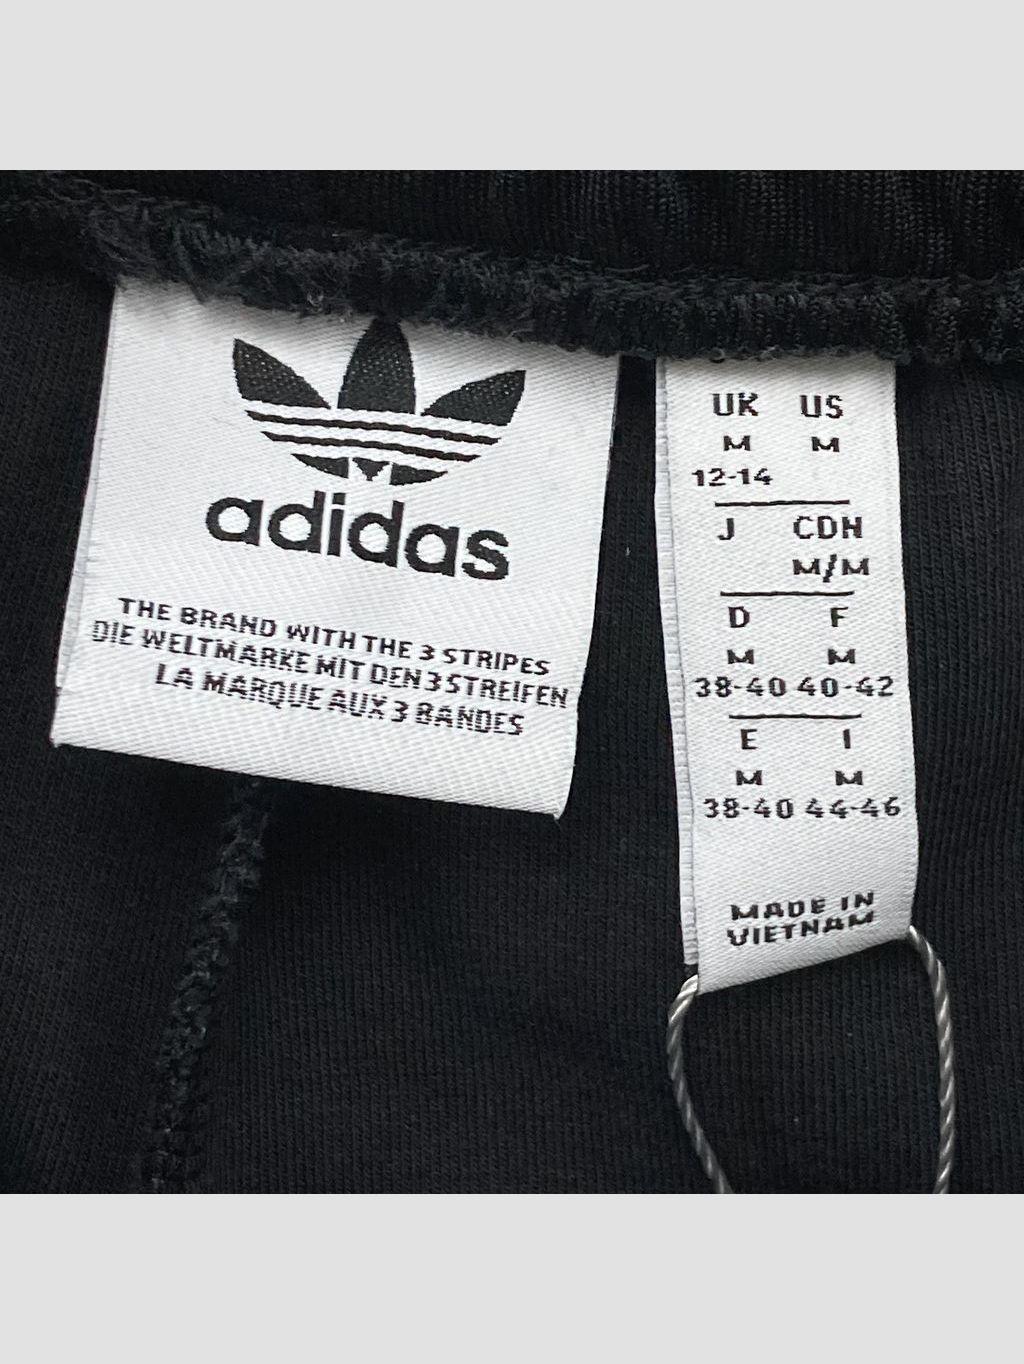 adidas
THE BRAND WITH THE 3 STRIPES
DIE WELTMARKE MIT DEN 3 STREIFEN
LA MARQUE AUX 3 BANDES
UK US
M M
12-14
J CDH
M/M
D F
M M
38-40 40-42
E I
M M
38-40 44-46
MADE IN
VIETNAM